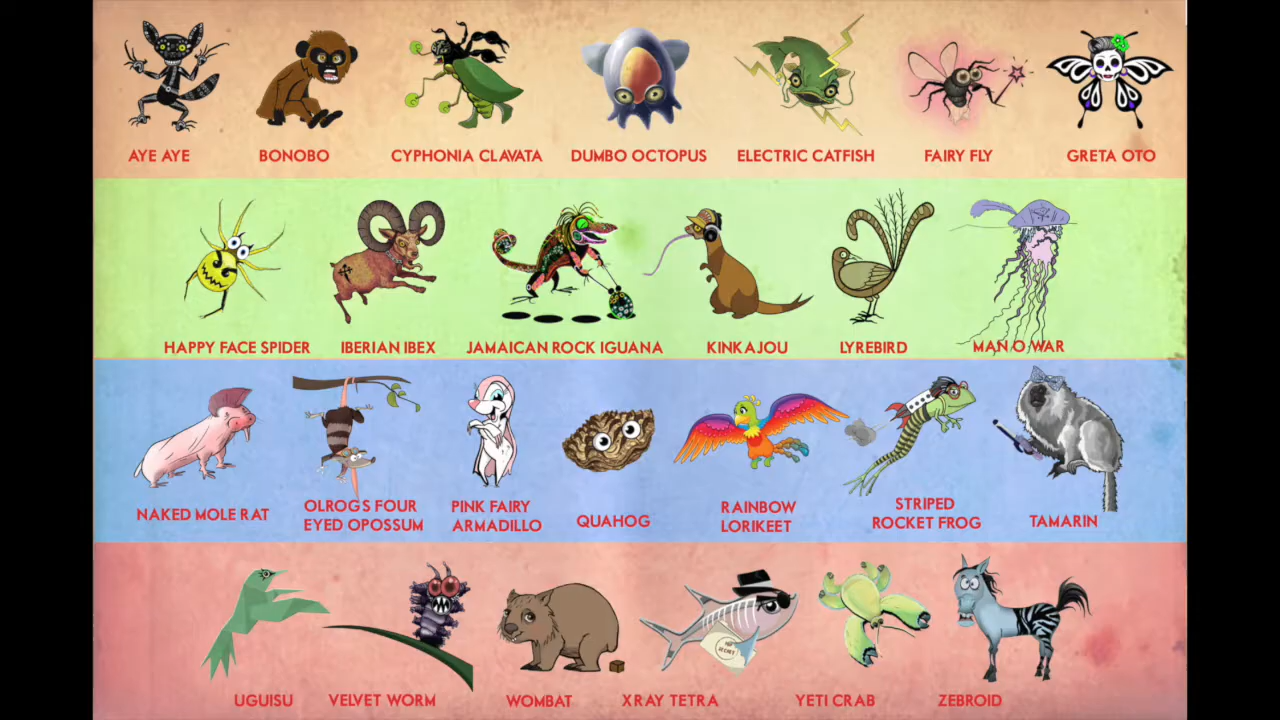 AYE AYE
BONOBO
CYPHONIA CLAVATA
DUMBO OCTOPUS
ELECTRIC CATFISH
FAIRY FLY
GRETA OTO
HAPPY FACE SPIDER
IBERIAN IBEX
JAMAICAN ROCK IGUANA
KINKAJOU
LYREBIRD
MAN O WAR
NAKED MOLE RAT
OLROGS FOUR
EYED OPOSSUM
PINK FAIRY
ARMADILLO
QUAHOG
RAINBOW
LORIKEET
STRIPED
ROCKET FROG
TAMARIN
UGUISU
VELVET WORM
WOMBAT
TOP
SECRET
XRAY TETRA
YETI CRAB
ZEBROID